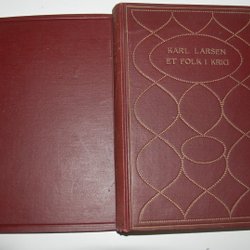 KARL LARSEN
ET FOLK I KRIG